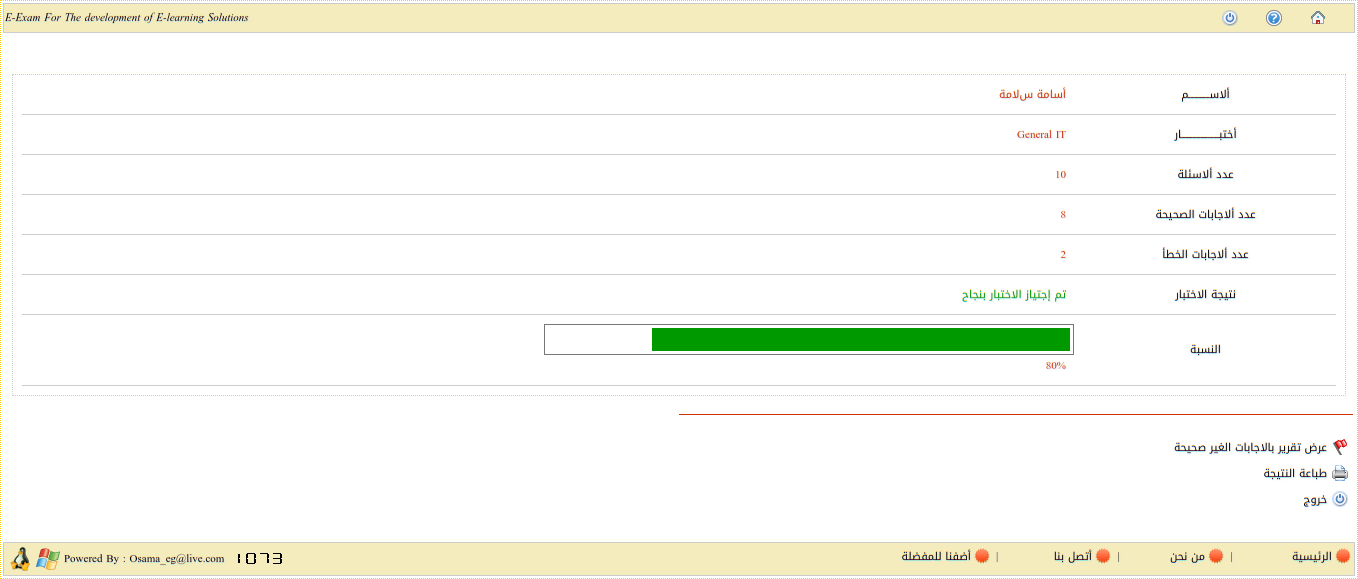 E-Exam For The development of E-learning Solutions
ألاســـــــم أسامة سلامة
أختبـــــــــــــار General IT
عدد ألاسئلة 10
عدد ألاجابات الصحيحة 8
عدد ألاجابات الخطأ 2
نتيجة الاختبار تم إجتياز الاختبار بنجاح
النسبة
80%
عرض تقرير بالاجابات الغير صحيحة
طباعة النتيجة
خروج
الرئيسية | من نحن | أتصل بنا | أضفنا للمفضلة
Powered By : Osama_eg@live.com 1073